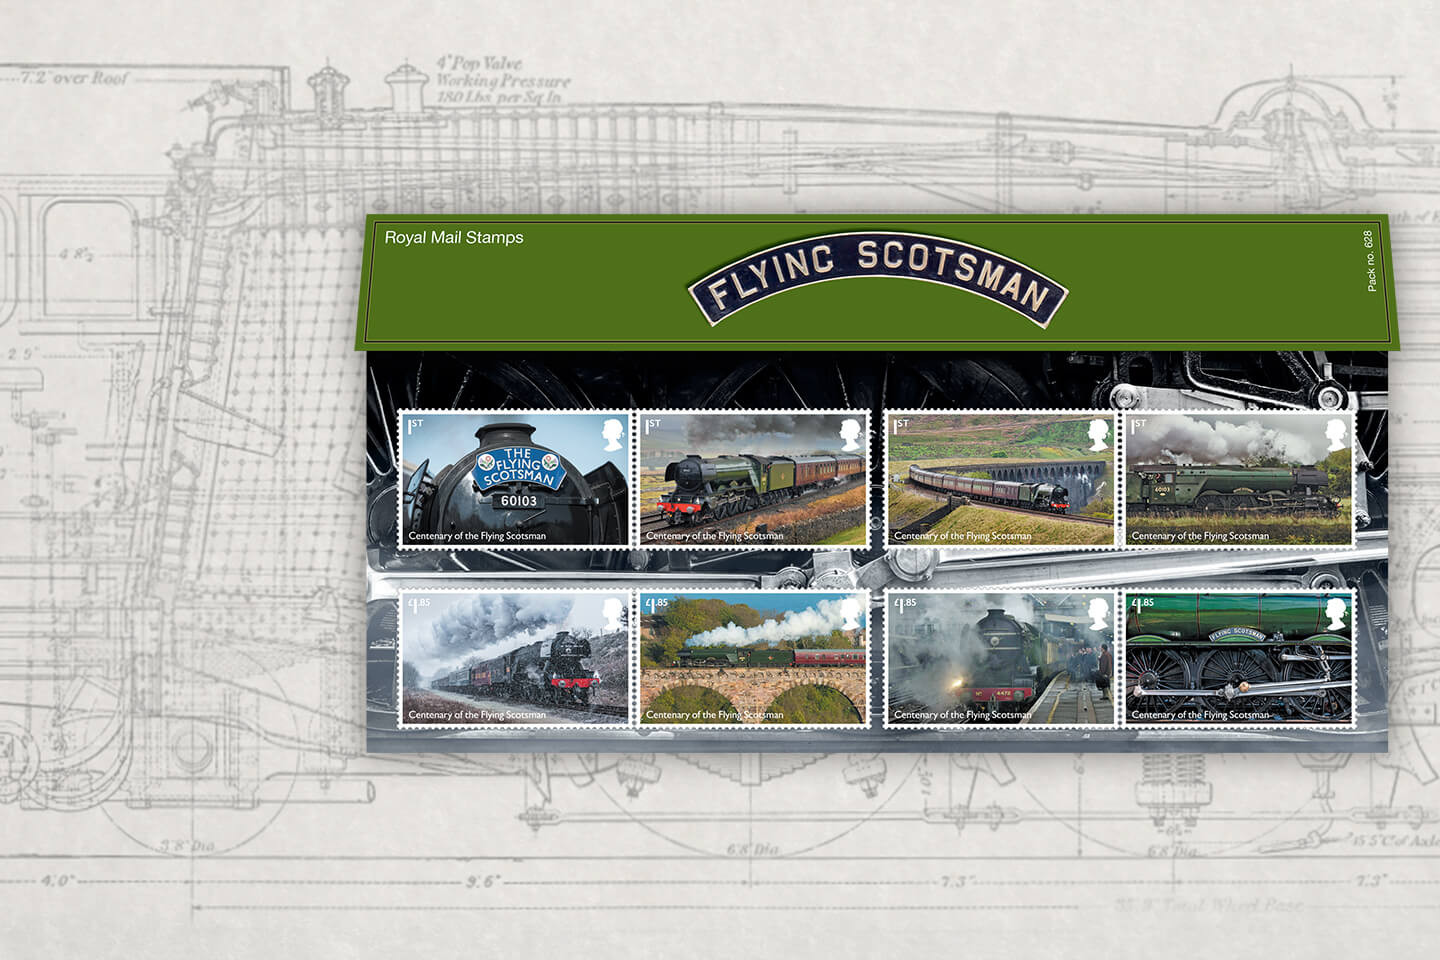 7'.2" over Roof
4" Pop Valve
Working Pressure
180 Lbs. per Sq. In.
4' 8½"
2' 5"
Royal Mail Stamps
FLYING SCOTSMAN
Pack no. 628
1ST
THE
FLYING
SCOTSMAN
60103
Centenary of the Flying Scotsman
1ST
Centenary of the Flying Scotsman
1ST
Centenary of the Flying Scotsman
1ST
60103
Centenary of the Flying Scotsman
£1.85
Centenary of the Flying Scotsman
£1.85
Centenary of the Flying Scotsman
£1.85
No 4472
Centenary of the Flying Scotsman
£1.85
FLYING SCOTSMAN
Centenary of the Flying Scotsman
3'.8" Dia
6'8" Dia
6'8" Dia
15'5"C. of Axle
4'.0"
9'.6"
7'.3"
7'.3"
35'.9" Total Wheel Base